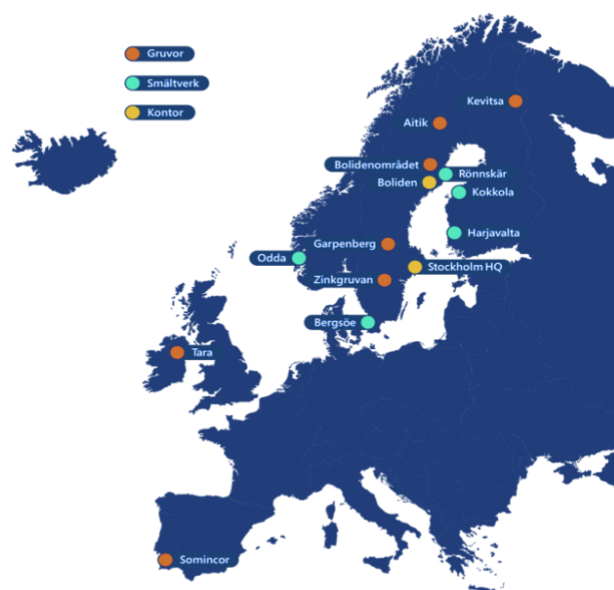 Gruvor
Smältverk
Kontor
Kevitsa
Aitik
Bolidenområdet
Rönnskär
Boliden
Kokkola
Harjavalta
Garpenberg
Odda
Stockholm HQ
Zinkgruvan
Bergsöe
Tara
Somincor